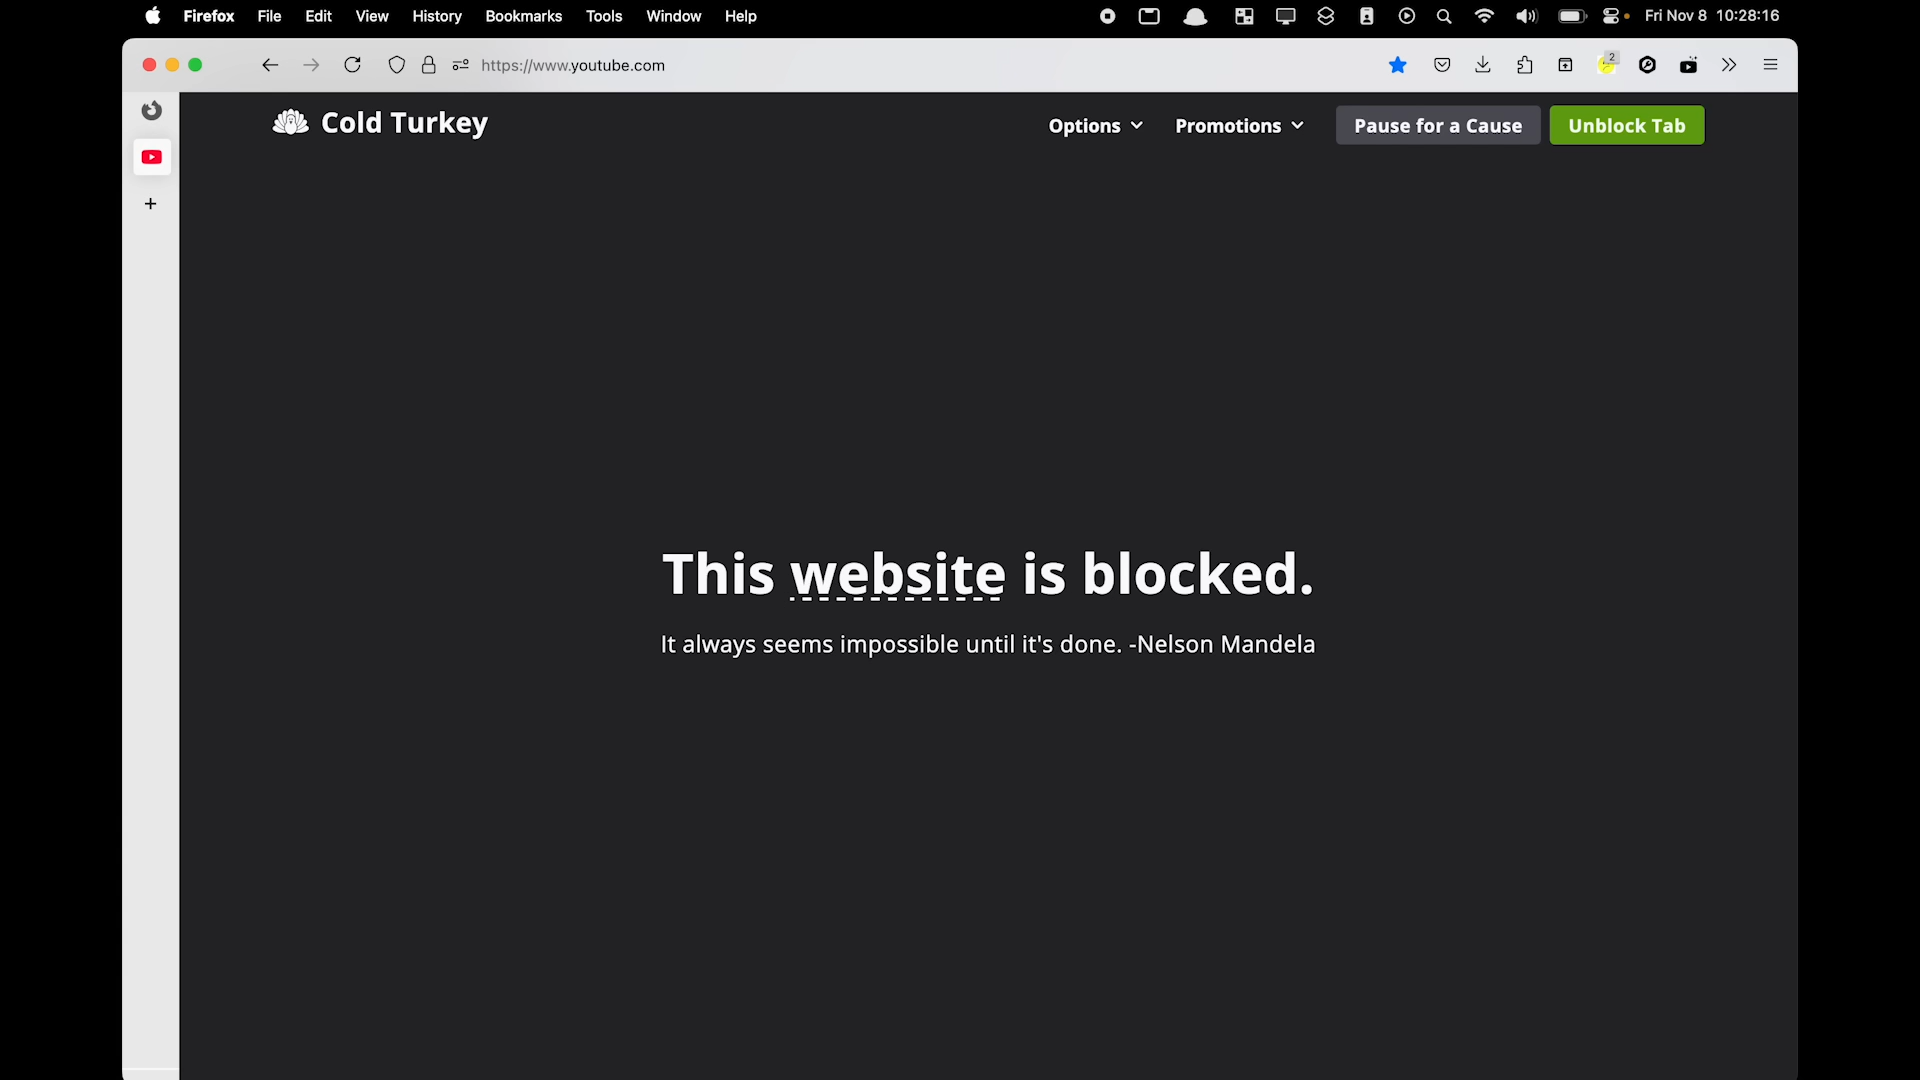 Firefox File Edit View History Bookmarks Tools Window Help Fri Nov 8 10:28:16
https://www.youtube.com
2
Cold Turkey Options Promotions Pause for a Cause Unblock Tab
This website is blocked.
It always seems impossible until it's done. -Nelson Mandela